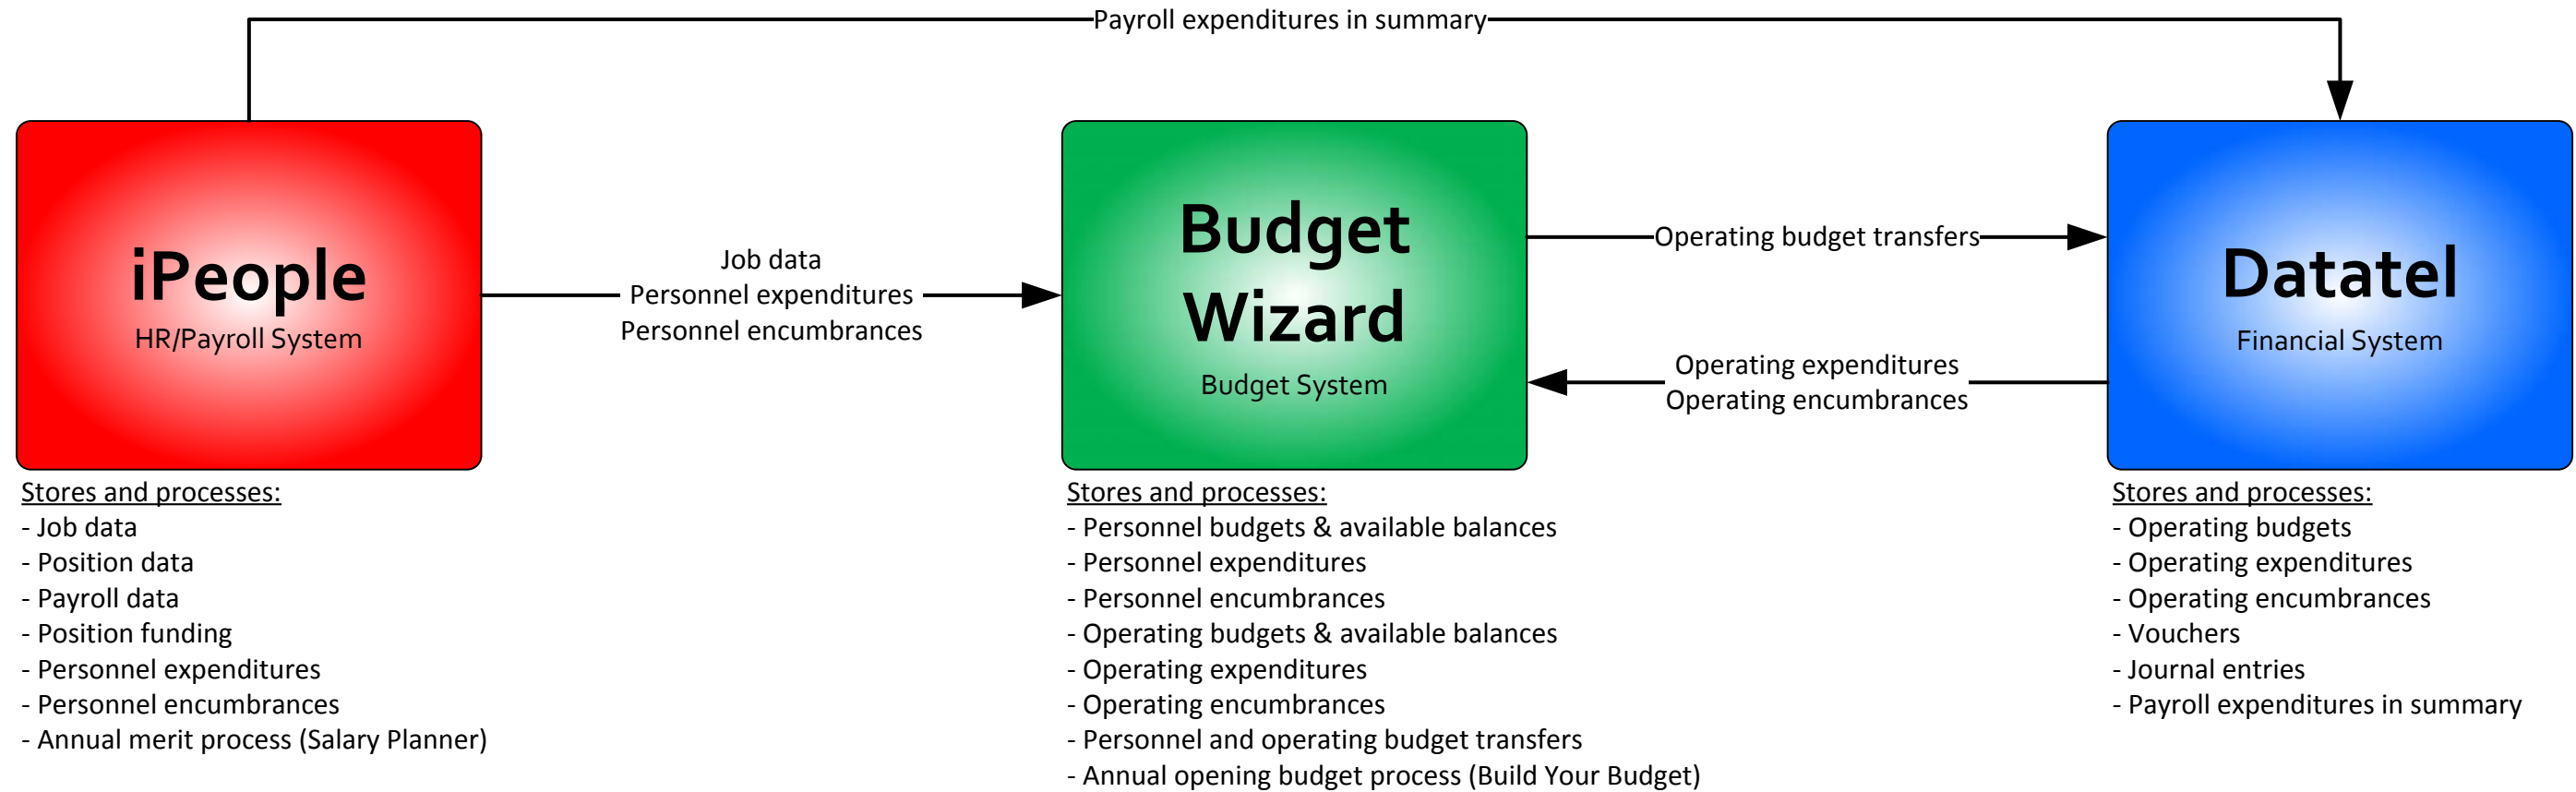 Payroll expenditures in summary
iPeople
HR/Payroll System
Job data
Personnel expenditures
Personnel encumbrances
Budget
Wizard
Budget System
Operating budget transfers
Operating expenditures
Operating encumbrances
Datatel
Financial System
Stores and processes:
- Job data
- Position data
- Payroll data
- Position funding
- Personnel expenditures
- Personnel encumbrances
- Annual merit process (Salary Planner)
Stores and processes:
- Personnel budgets & available balances
- Personnel expenditures
- Personnel encumbrances
- Operating budgets & available balances
- Operating expenditures
- Operating encumbrances
- Personnel and operating budget transfers
- Annual opening budget process (Build Your Budget)
Stores and processes:
- Operating budgets
- Operating expenditures
- Operating encumbrances
- Vouchers
- Journal entries
- Payroll expenditures in summary